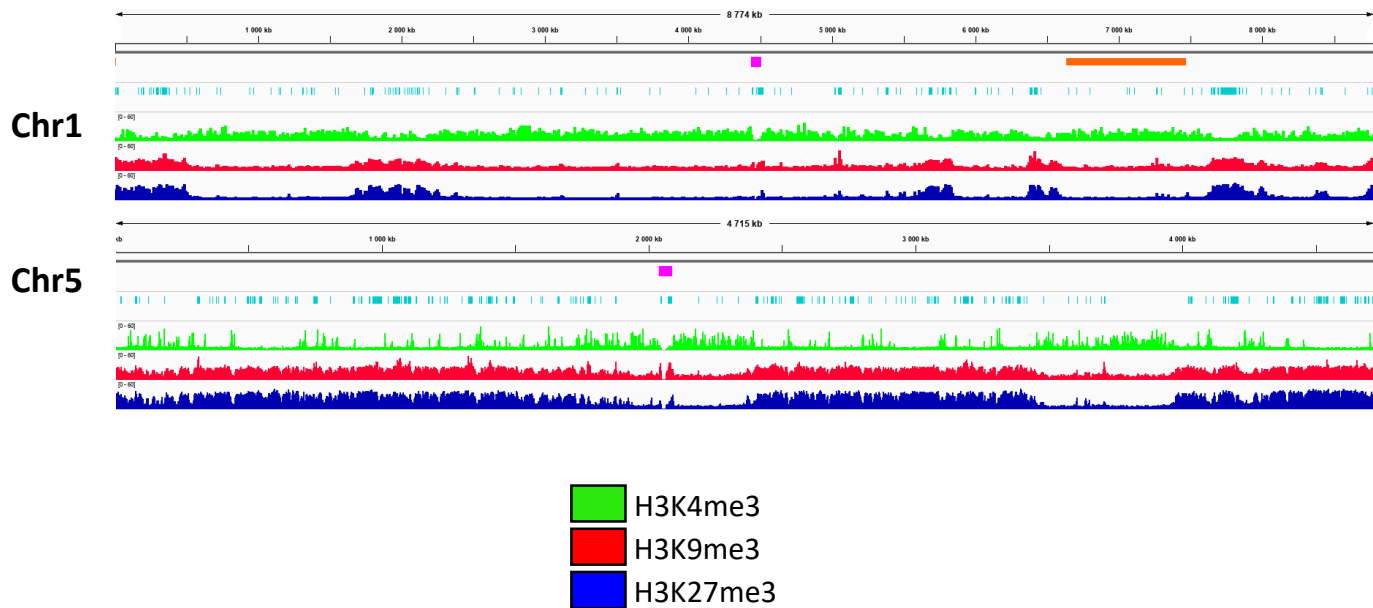 8 774 kb
1 000 kb 2 000 kb 3 000 kb 4 000 kb 5 000 kb 6 000 kb 7 000 kb 8 000 kb
Chr1
[0 - 60]
[0 - 60]
[0 - 60]
4 715 kb
kb 1 000 kb 2 000 kb 3 000 kb 4 000 kb
Chr5
[0 - 60]
[0 - 60]
[0 - 60]
H3K4me3
H3K9me3
H3K27me3